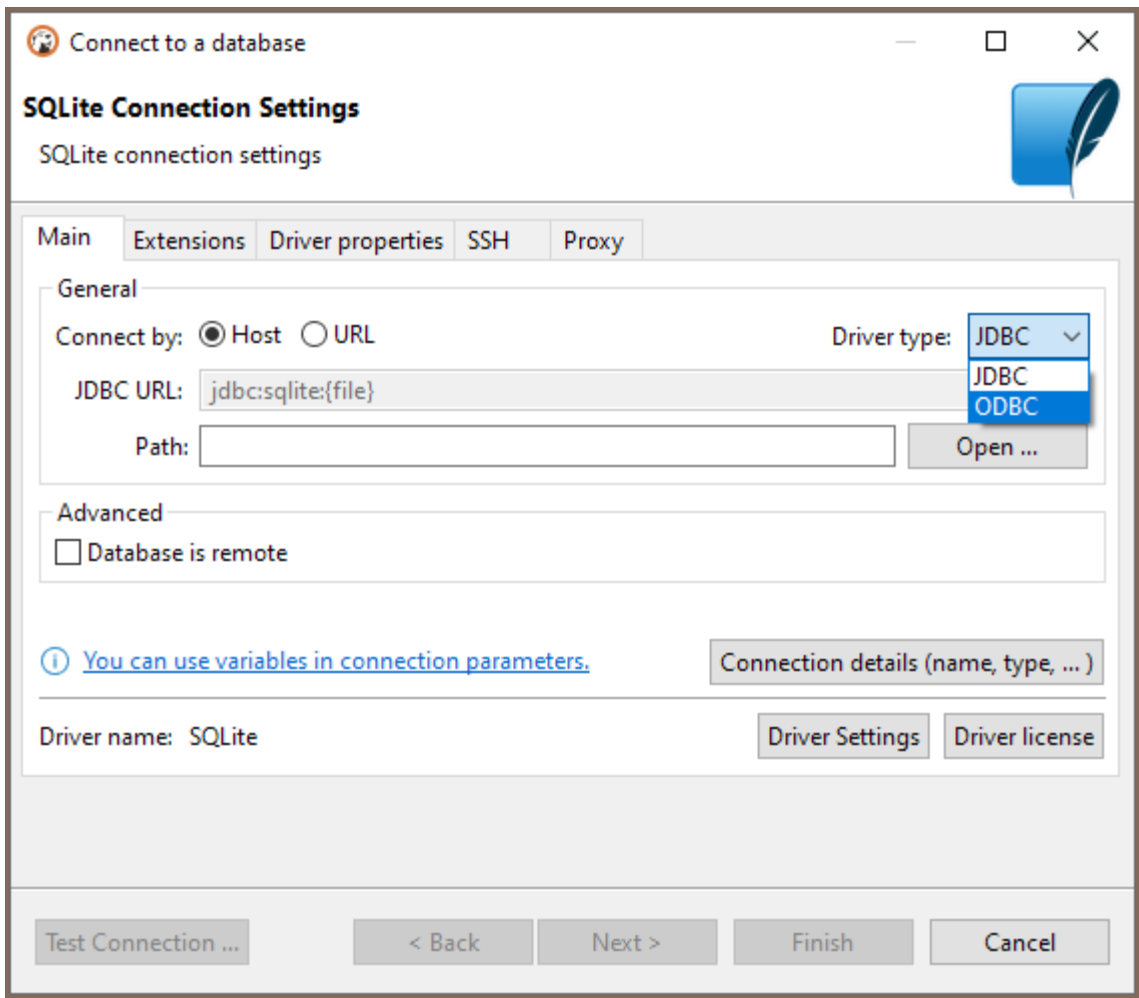 Connect to a database
SQLite Connection Settings
SQLite connection settings
Main Extensions Driver properties SSH Proxy
General
Connect by: Host URL Driver type: JDBC
JDBC URL: jdbc:sqlite:{file} JDBC
ODBC
Path: Open ...
Advanced
Database is remote
You can use variables in connection parameters. Connection details (name, type, ... )
Driver name: SQLite Driver Settings Driver license
Test Connection ... < Back Next > Finish Cancel